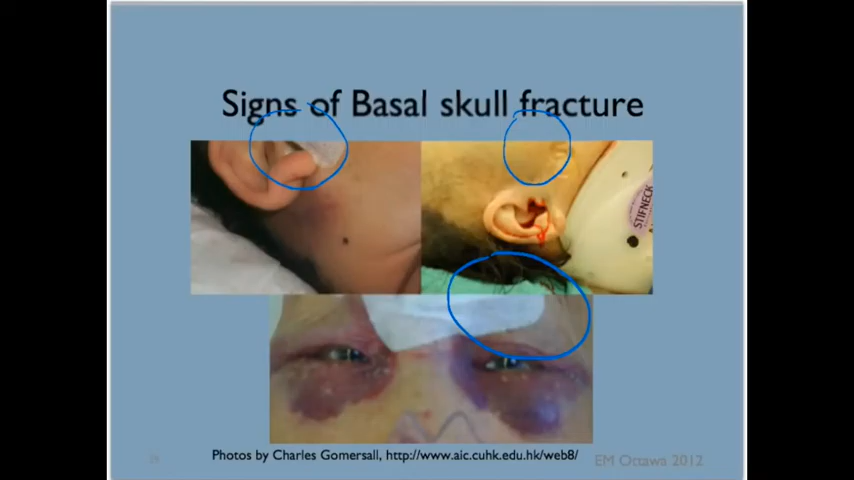 Signs of Basal skull fracture
STIFNECK
Photos by Charles Gomersall, http://www.aic.cuhk.edu.hk/web8/
EM Ottawa 2012